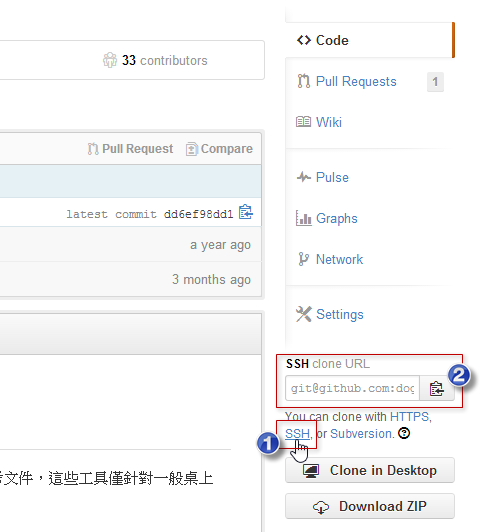 33 contributors
Pull Request Compare
latest commit dd6ef98dd1
a year ago
3 months ago
考文件，這些工具僅針對一般桌上
Code
Pull Requests 1
Wiki
Pulse
Graphs
Network
Settings
SSH clone URL
git@github.com:dog
2
You can clone with HTTPS,
SSH, or Subversion.
1
Clone in Desktop
Download ZIP